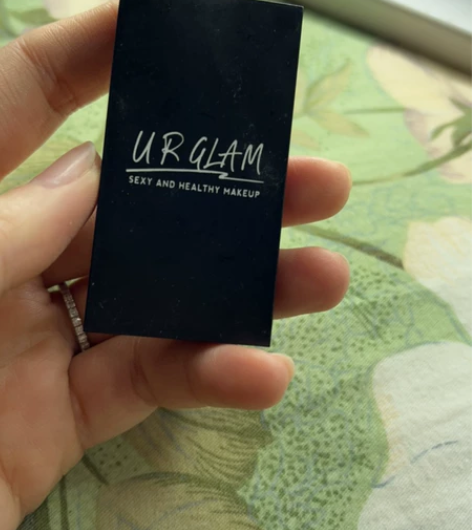 UR GLAM
SEXY AND HEALTHY MAKEUP